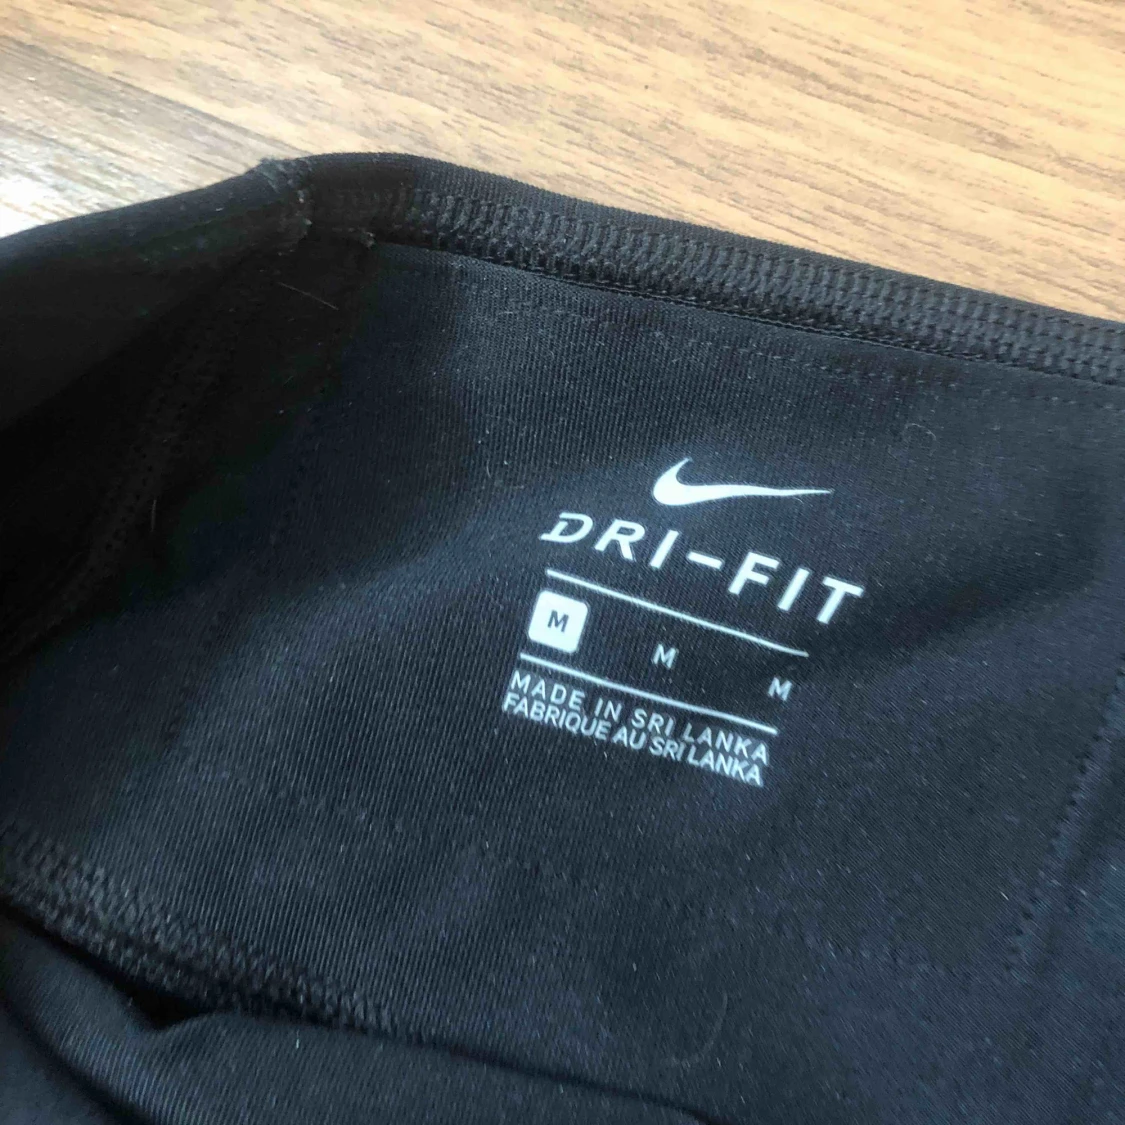 DRI-FIT
M M M
MADE IN SRI LANKA
FABRIQUE AU SRI LANKA